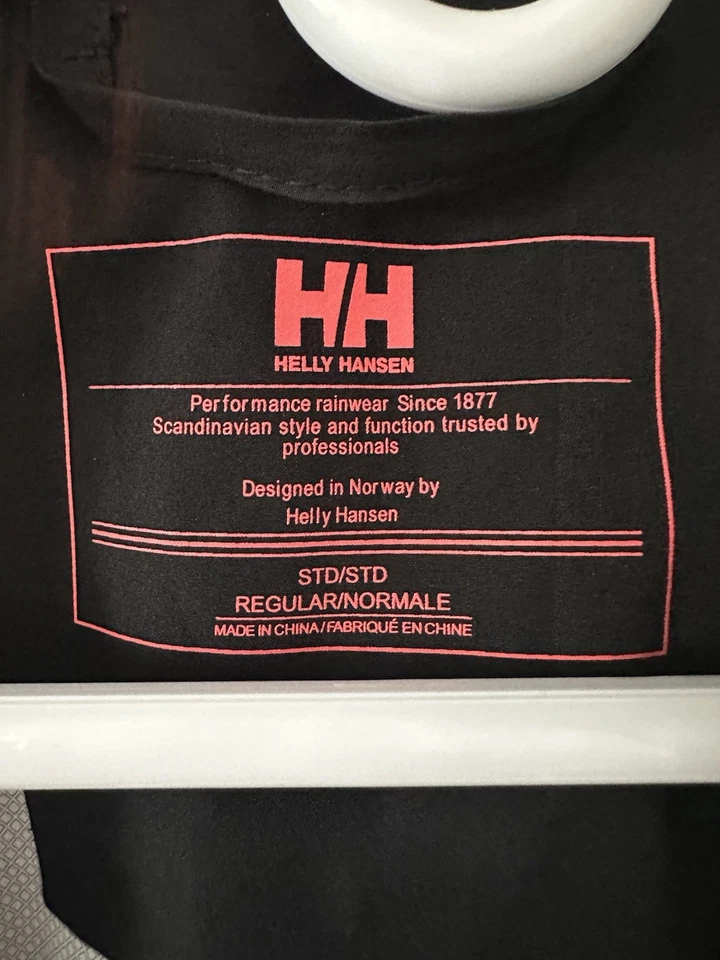 HH
HELLY HANSEN
Performance rainwear Since 1877
Scandinavian style and function trusted by
professionals
Designed in Norway by
Helly Hansen
STD/STD
REGULAR/NORMALE
MADE IN CHINA/FABRIQUÉ EN CHINE